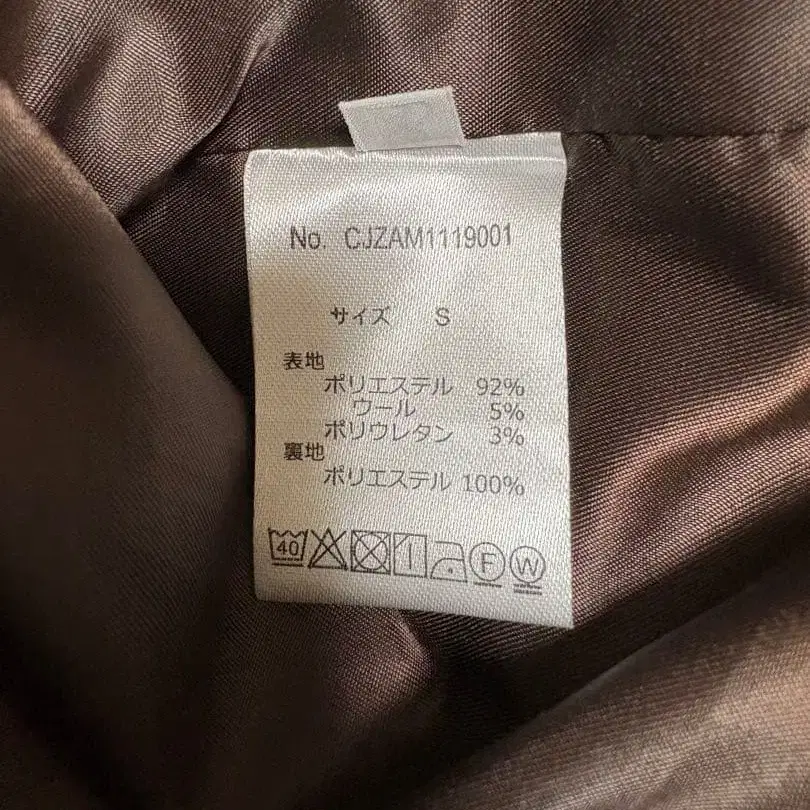 No. CJZAM1119001
サイズ S
表地
ポリエステル 92%
ウール 5%
ポリウレタン 3%
裏地
ポリエステル 100%
40 F W